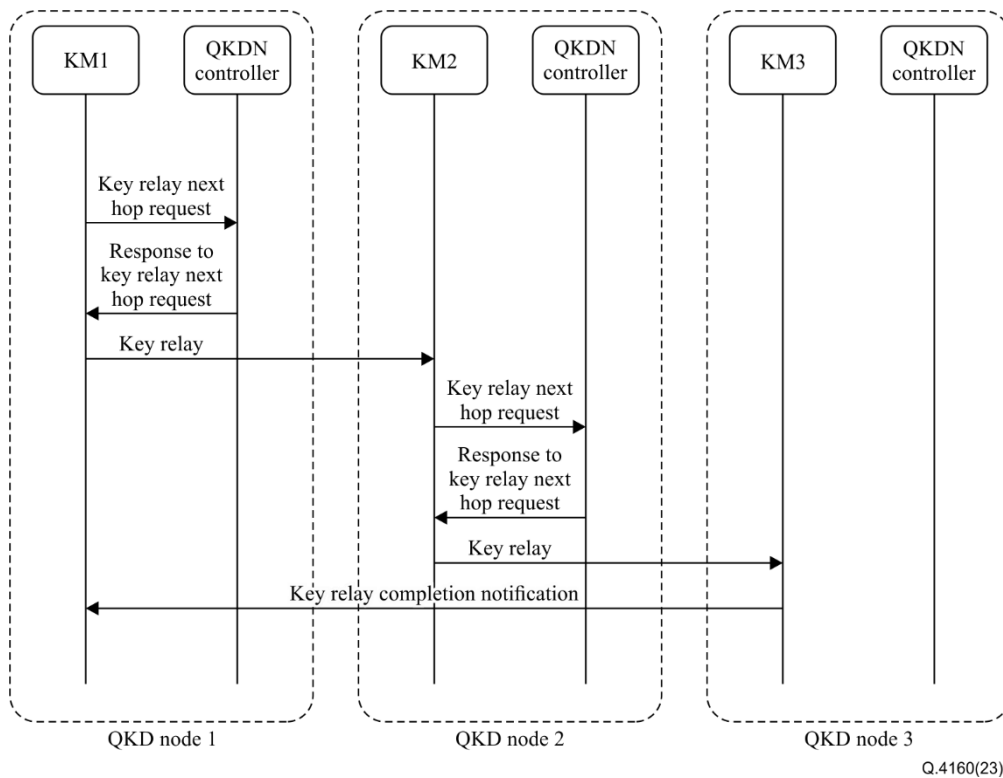 KM1
QKDN
controller
KM2
QKDN
controller
KM3
QKDN
controller
Key relay next
hop request
Response to
key relay next
hop request
Key relay
Key relay next
hop request
Response to
key relay next
hop request
Key relay
Key relay completion notification
QKD node 1
QKD node 2
QKD node 3
Q.4160(23)